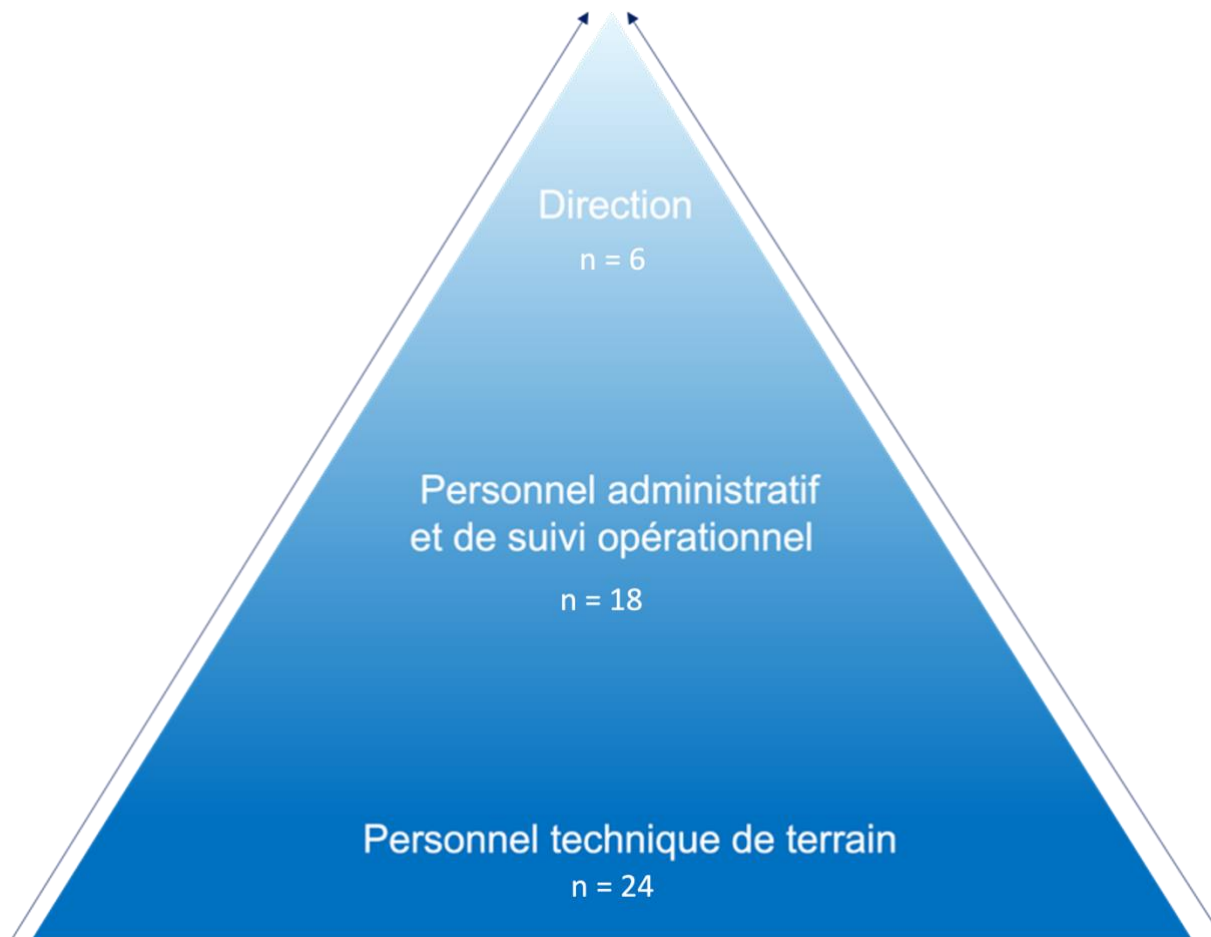 Direction
n = 6
Personnel administratif
et de suivi opérationnel
n = 18
Personnel technique de terrain
n = 24